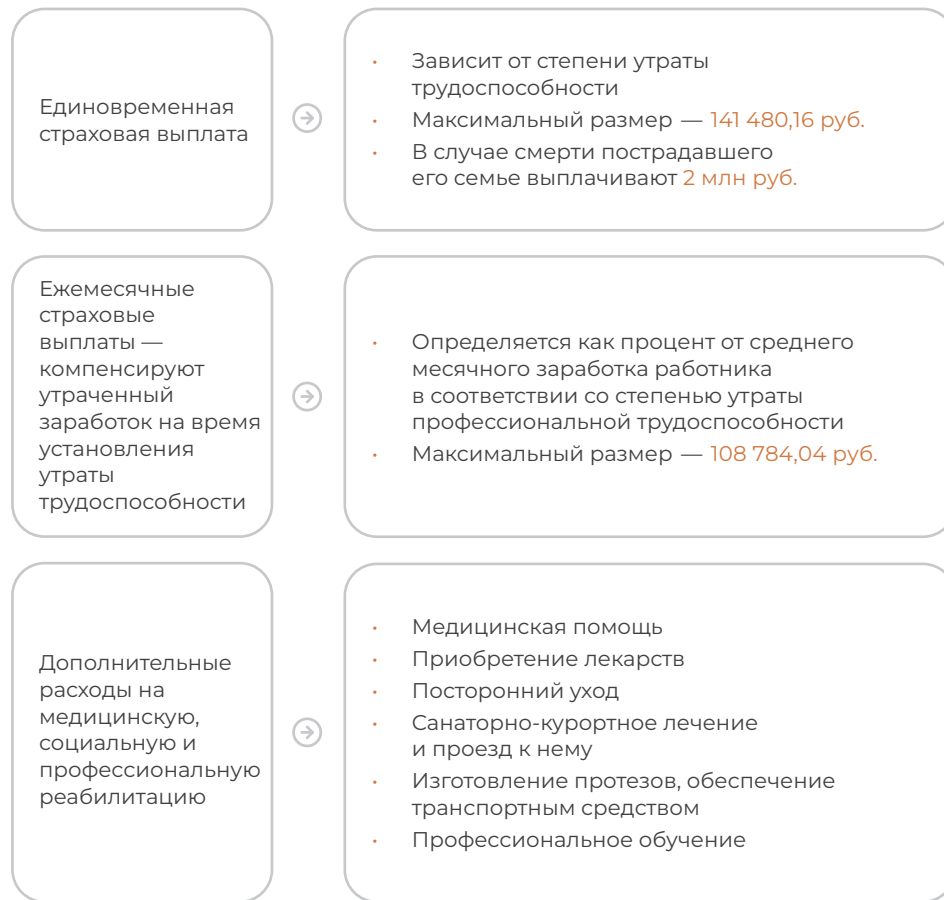 Единовременная
страховая выплата
• Зависит от степени утраты
трудоспособности
• Максимальный размер — 141 480,16 руб.
• В случае смерти пострадавшего
его семье выплачивают 2 млн руб.
Ежемесячные
страховые
выплаты —
компенсируют
утраченный
заработок на время
установления
утраты
трудоспособности
• Определяется как процент от среднего
месячного заработка работника
в соответствии со степенью утраты
профессиональной трудоспособности
• Максимальный размер — 108 784,04 руб.
Дополнительные
расходы на
медицинскую,
социальную и
профессиональную
реабилитацию
• Медицинская помощь
• Приобретение лекарств
• Посторонний уход
• Санаторно-курортное лечение
и проезд к нему
• Изготовление протезов, обеспечение
транспортным средством
• Профессиональное обучение